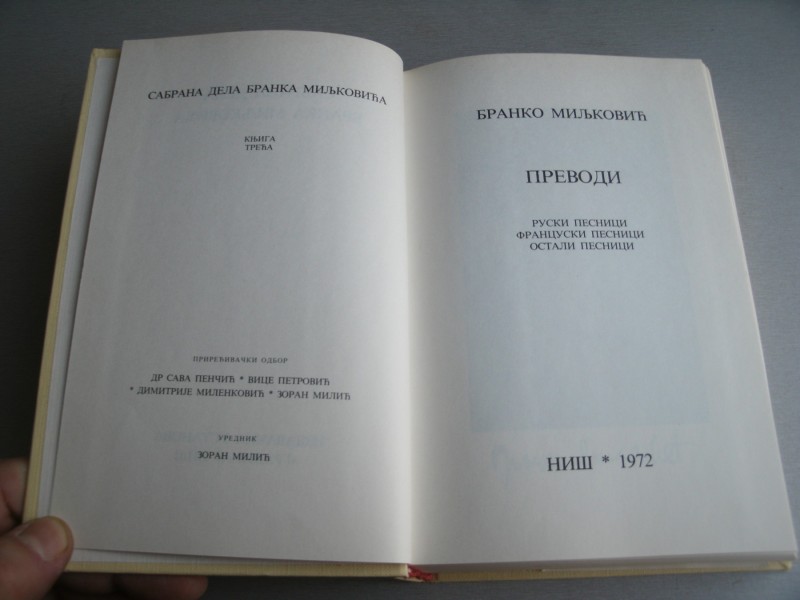 САБРАНА ДЕЛА БРАНКА МИЉКОВИЋА
КЊИГА
ТРЕЋА
ПРИРЕЂИВАЧКИ ОДБОР
ДР САВА ПЕНЧИЋ * ВИЦЕ ПЕТРОВИЋ
* ДИМИТРИЈЕ МИЛЕНКОВИЋ * ЗОРАН МИЛИЋ
УРЕДНИК
ЗОРАН МИЛИЋ
БРАНКО МИЉКОВИЋ
ПРЕВОДИ
РУСКИ ПЕСНИЦИ
ФРАНЦУСКИ ПЕСНИЦИ
ОСТАЛИ ПЕСНИЦИ
НИШ * 1972